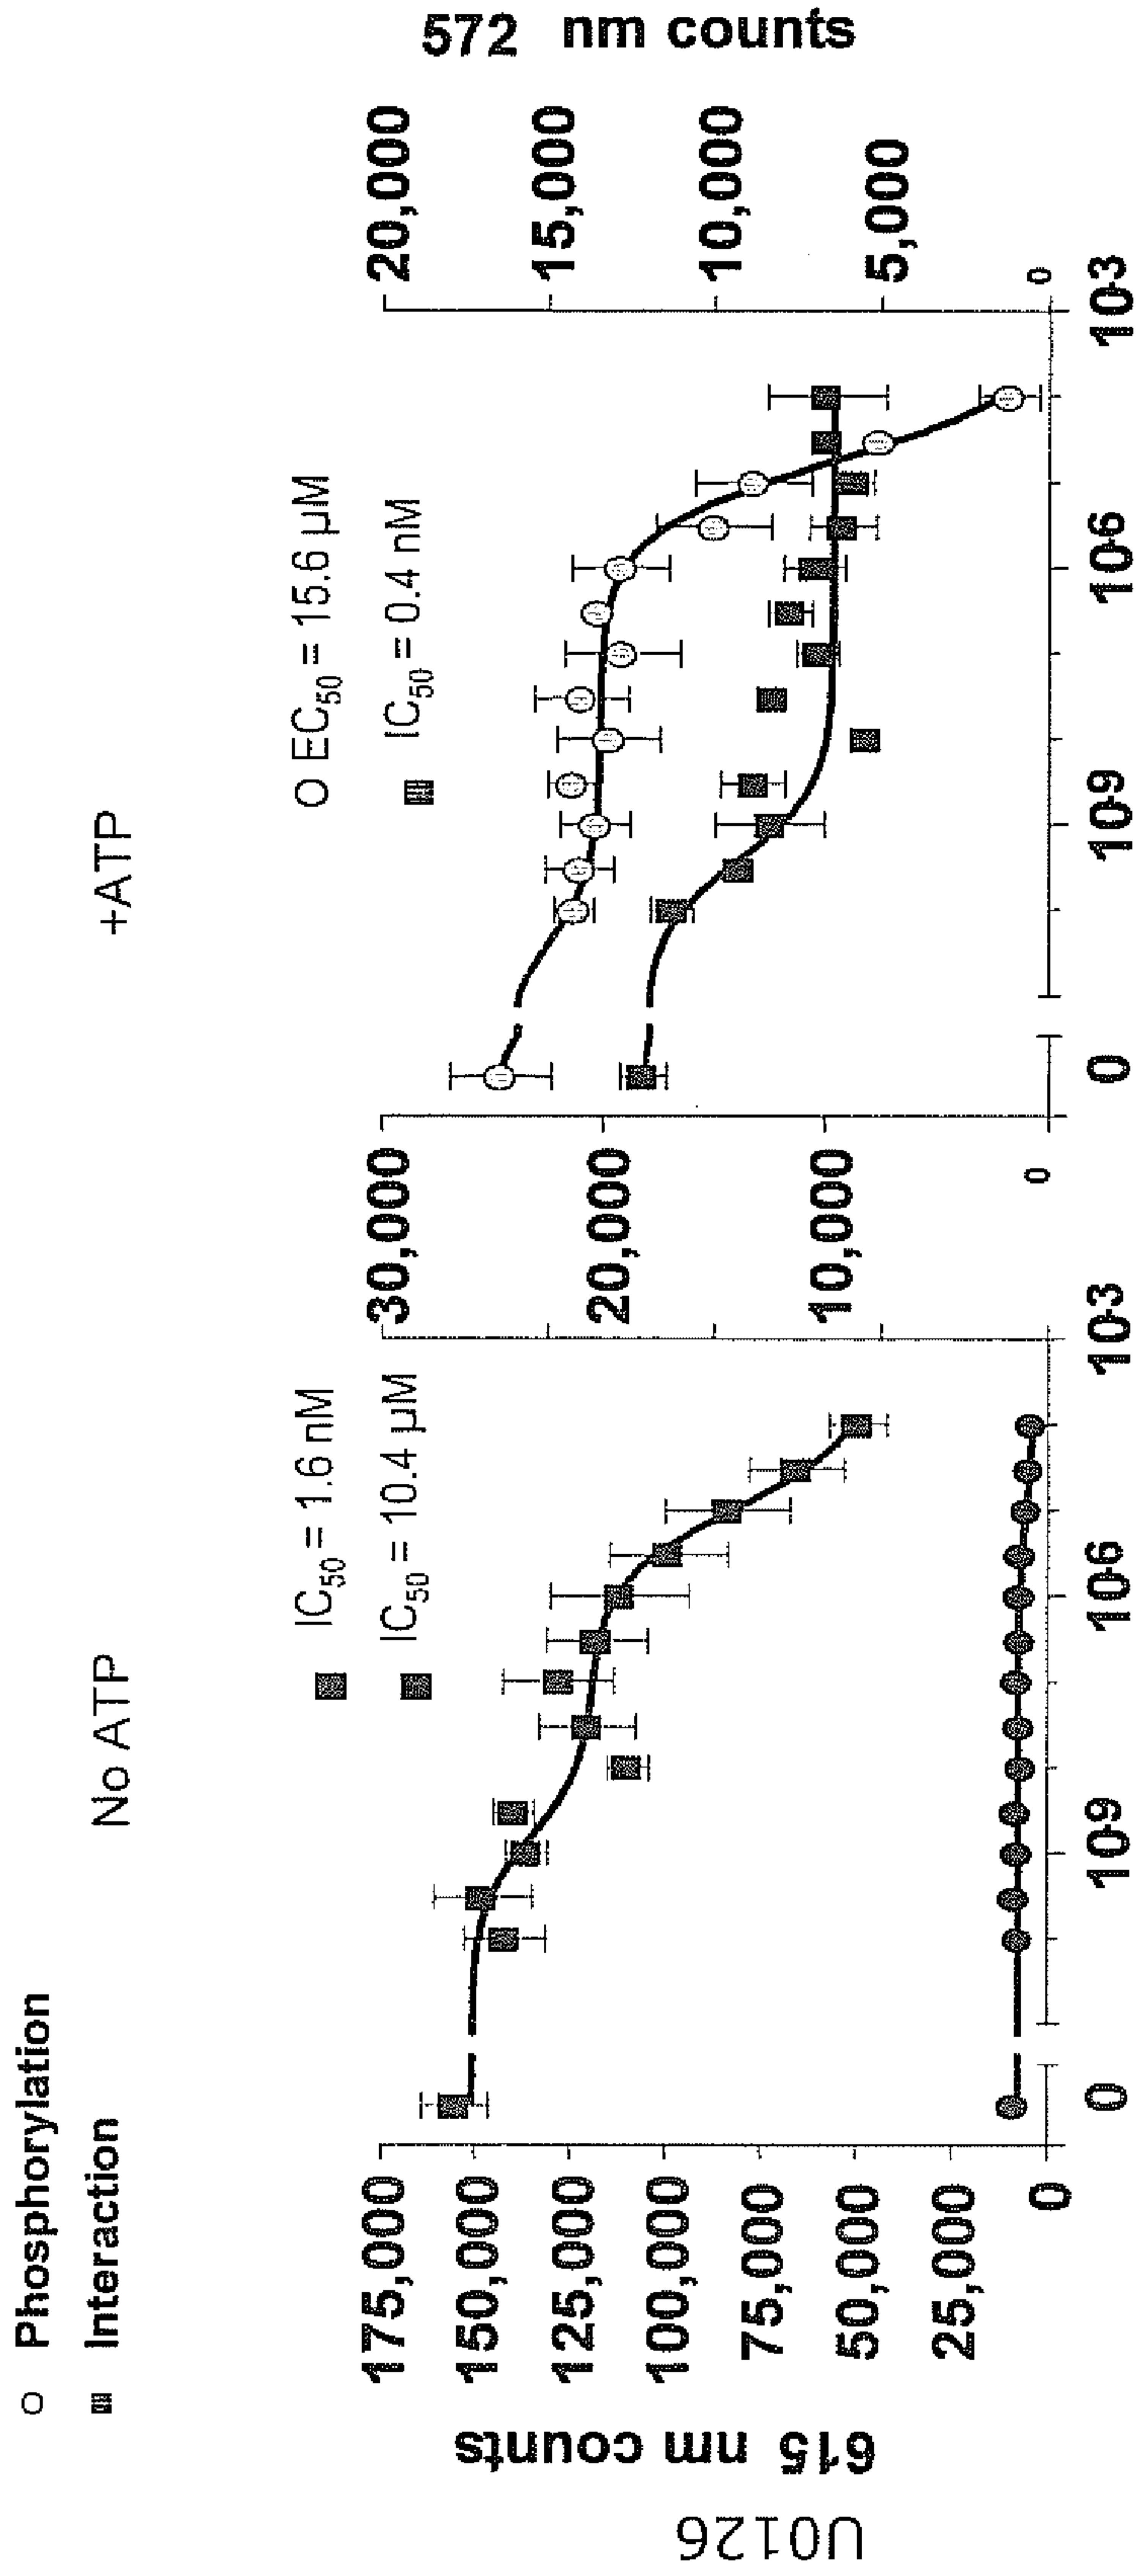 ○ Phosphorylation
■ Interaction
No ATP
+ATP
■ IC50 = 1.6 nM
■ IC50 = 10.4 µM
O EC50 = 15.6 µM
■ IC50 = 0.4 nM
U0126
615 nm counts
175,000
150,000
125,000
100,000
75,000
50,000
25,000
0
0 10-9 10-6 10-3
30,000
20,000
10,000
0
0 10-9 10-6 10-3
20,000
15,000
10,000
5,000
0
572 nm counts